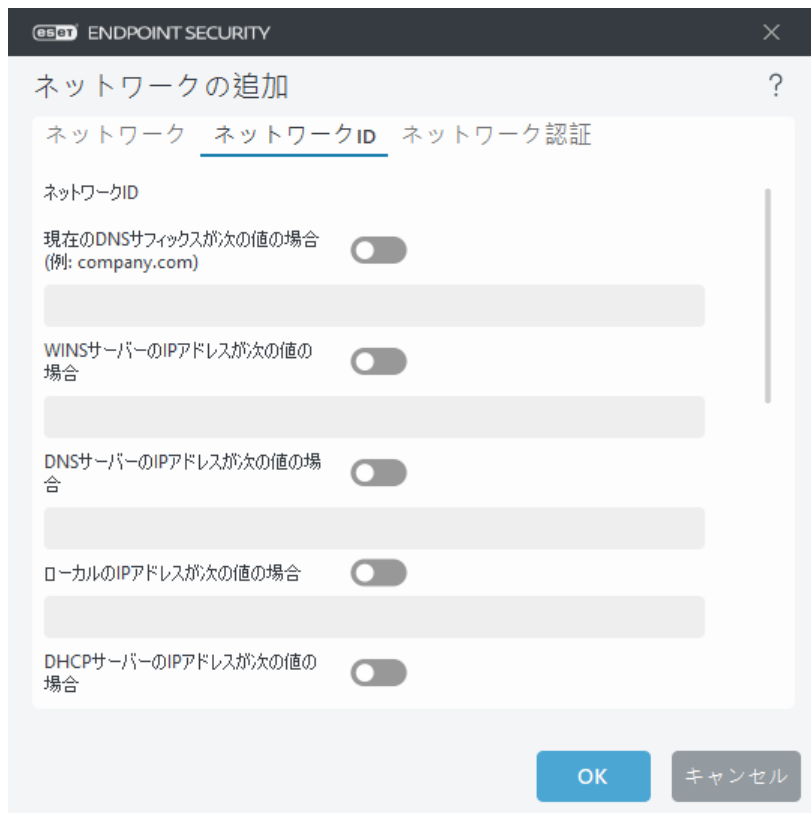 eset ENDPOINT SECURITY
ネットワークの追加
?
ネットワーク ネットワークID ネットワーク認証
ネットワークID
現在のDNSサフィックスが次の値の場合
(例: company.com)
WINSサーバーのIPアドレスが次の値の
場合
DNSサーバーのIPアドレスが次の値の場
合
ローカルのIPアドレスが次の値の場合
DHCPサーバーのIPアドレスが次の値の
場合
OK キャンセル